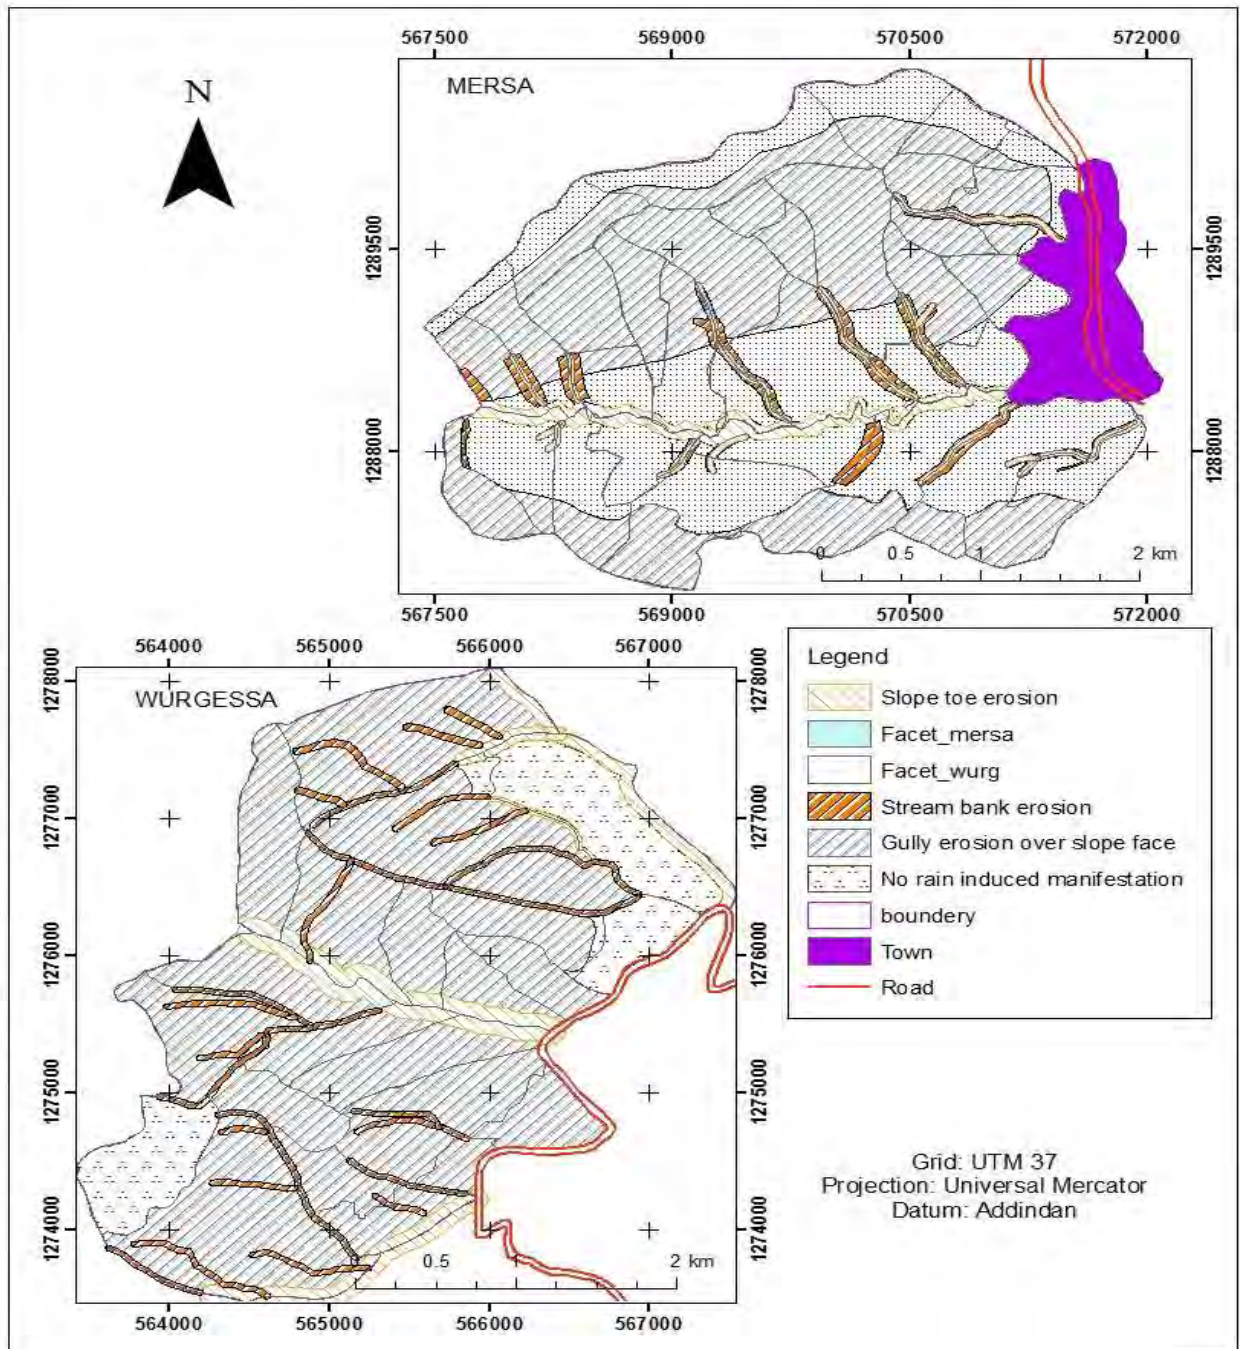 567500 569000 570500 572000
N
MERSA
1289500 1289500
1288000 1288000
0 0.5 1 2 km
567500 569000 570500 572000
564000 565000 566000 567000
1278000 1278000
WURGESSA
1277000 1277000
1276000 1276000
1275000 1275000
1274000 1274000
0.5 2 km
564000 565000 566000 567000
Legend
Slope toe erosion
Facet_mersa
Facet_wurg
Stream bank erosion
Gully erosion over slope face
No rain induced manifestation
boundery
Town
Road
Grid: UTM 37
Projection: Universal Mercator
Datum: Addindan